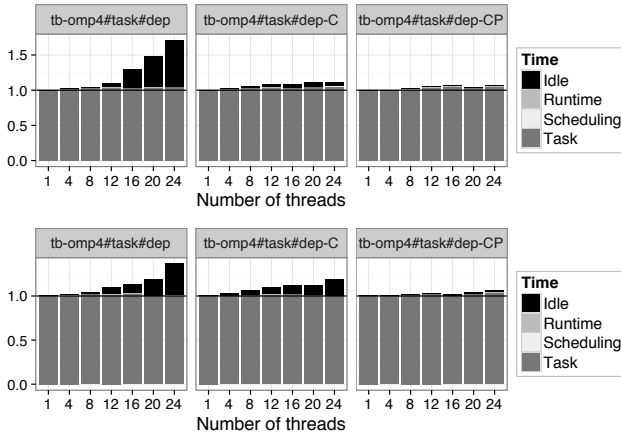 tb-omp4#task#dep tb-omp4#task#dep-C tb-omp4#task#dep-CP
1.5
1.0
0.5
0.0
1 4 8 12 16 20 24 1 4 8 12 16 20 24 1 4 8 12 16 20 24
Number of threads
Time
Idle
Runtime
Scheduling
Task
tb-omp4#task#dep tb-omp4#task#dep-C tb-omp4#task#dep-CP
1.0
0.5
0.0
1 4 8 12 16 20 24 1 4 8 12 16 20 24 1 4 8 12 16 20 24
Number of threads
Time
Idle
Runtime
Scheduling
Task